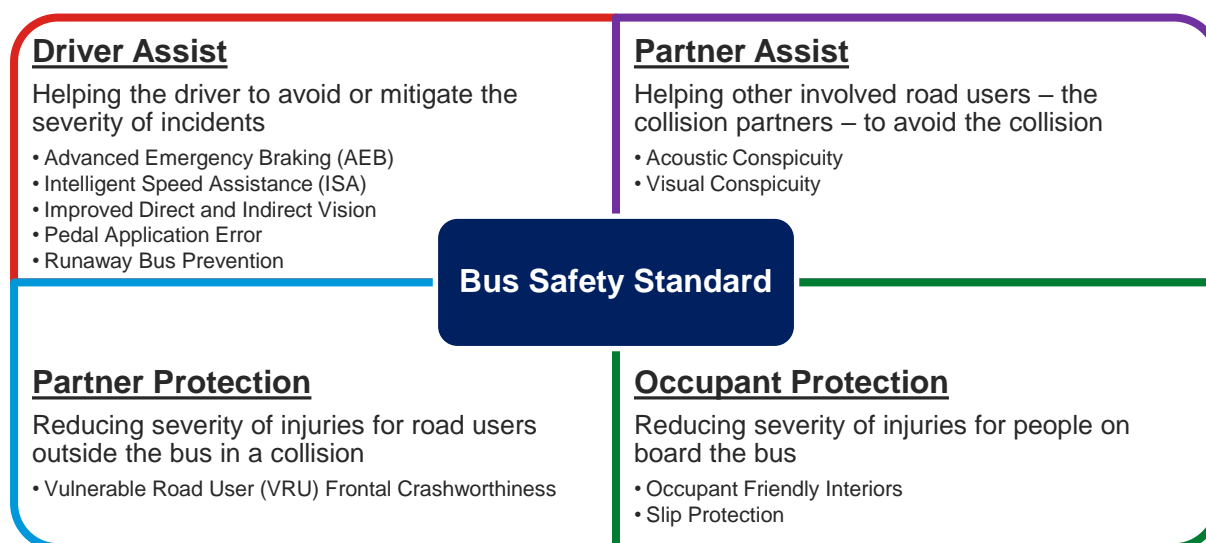 Driver Assist
Helping the driver to avoid or mitigate the
severity of incidents
• Advanced Emergency Braking (AEB)
• Intelligent Speed Assistance (ISA)
• Improved Direct and Indirect Vision
• Pedal Application Error
• Runaway Bus Prevention
Partner Assist
Helping other involved road users – the
collision partners – to avoid the collision
• Acoustic Conspicuity
• Visual Conspicuity
Bus Safety Standard
Partner Protection
Reducing severity of injuries for road users
outside the bus in a collision
• Vulnerable Road User (VRU) Frontal Crashworthiness
Occupant Protection
Reducing severity of injuries for people on
board the bus
• Occupant Friendly Interiors
• Slip Protection